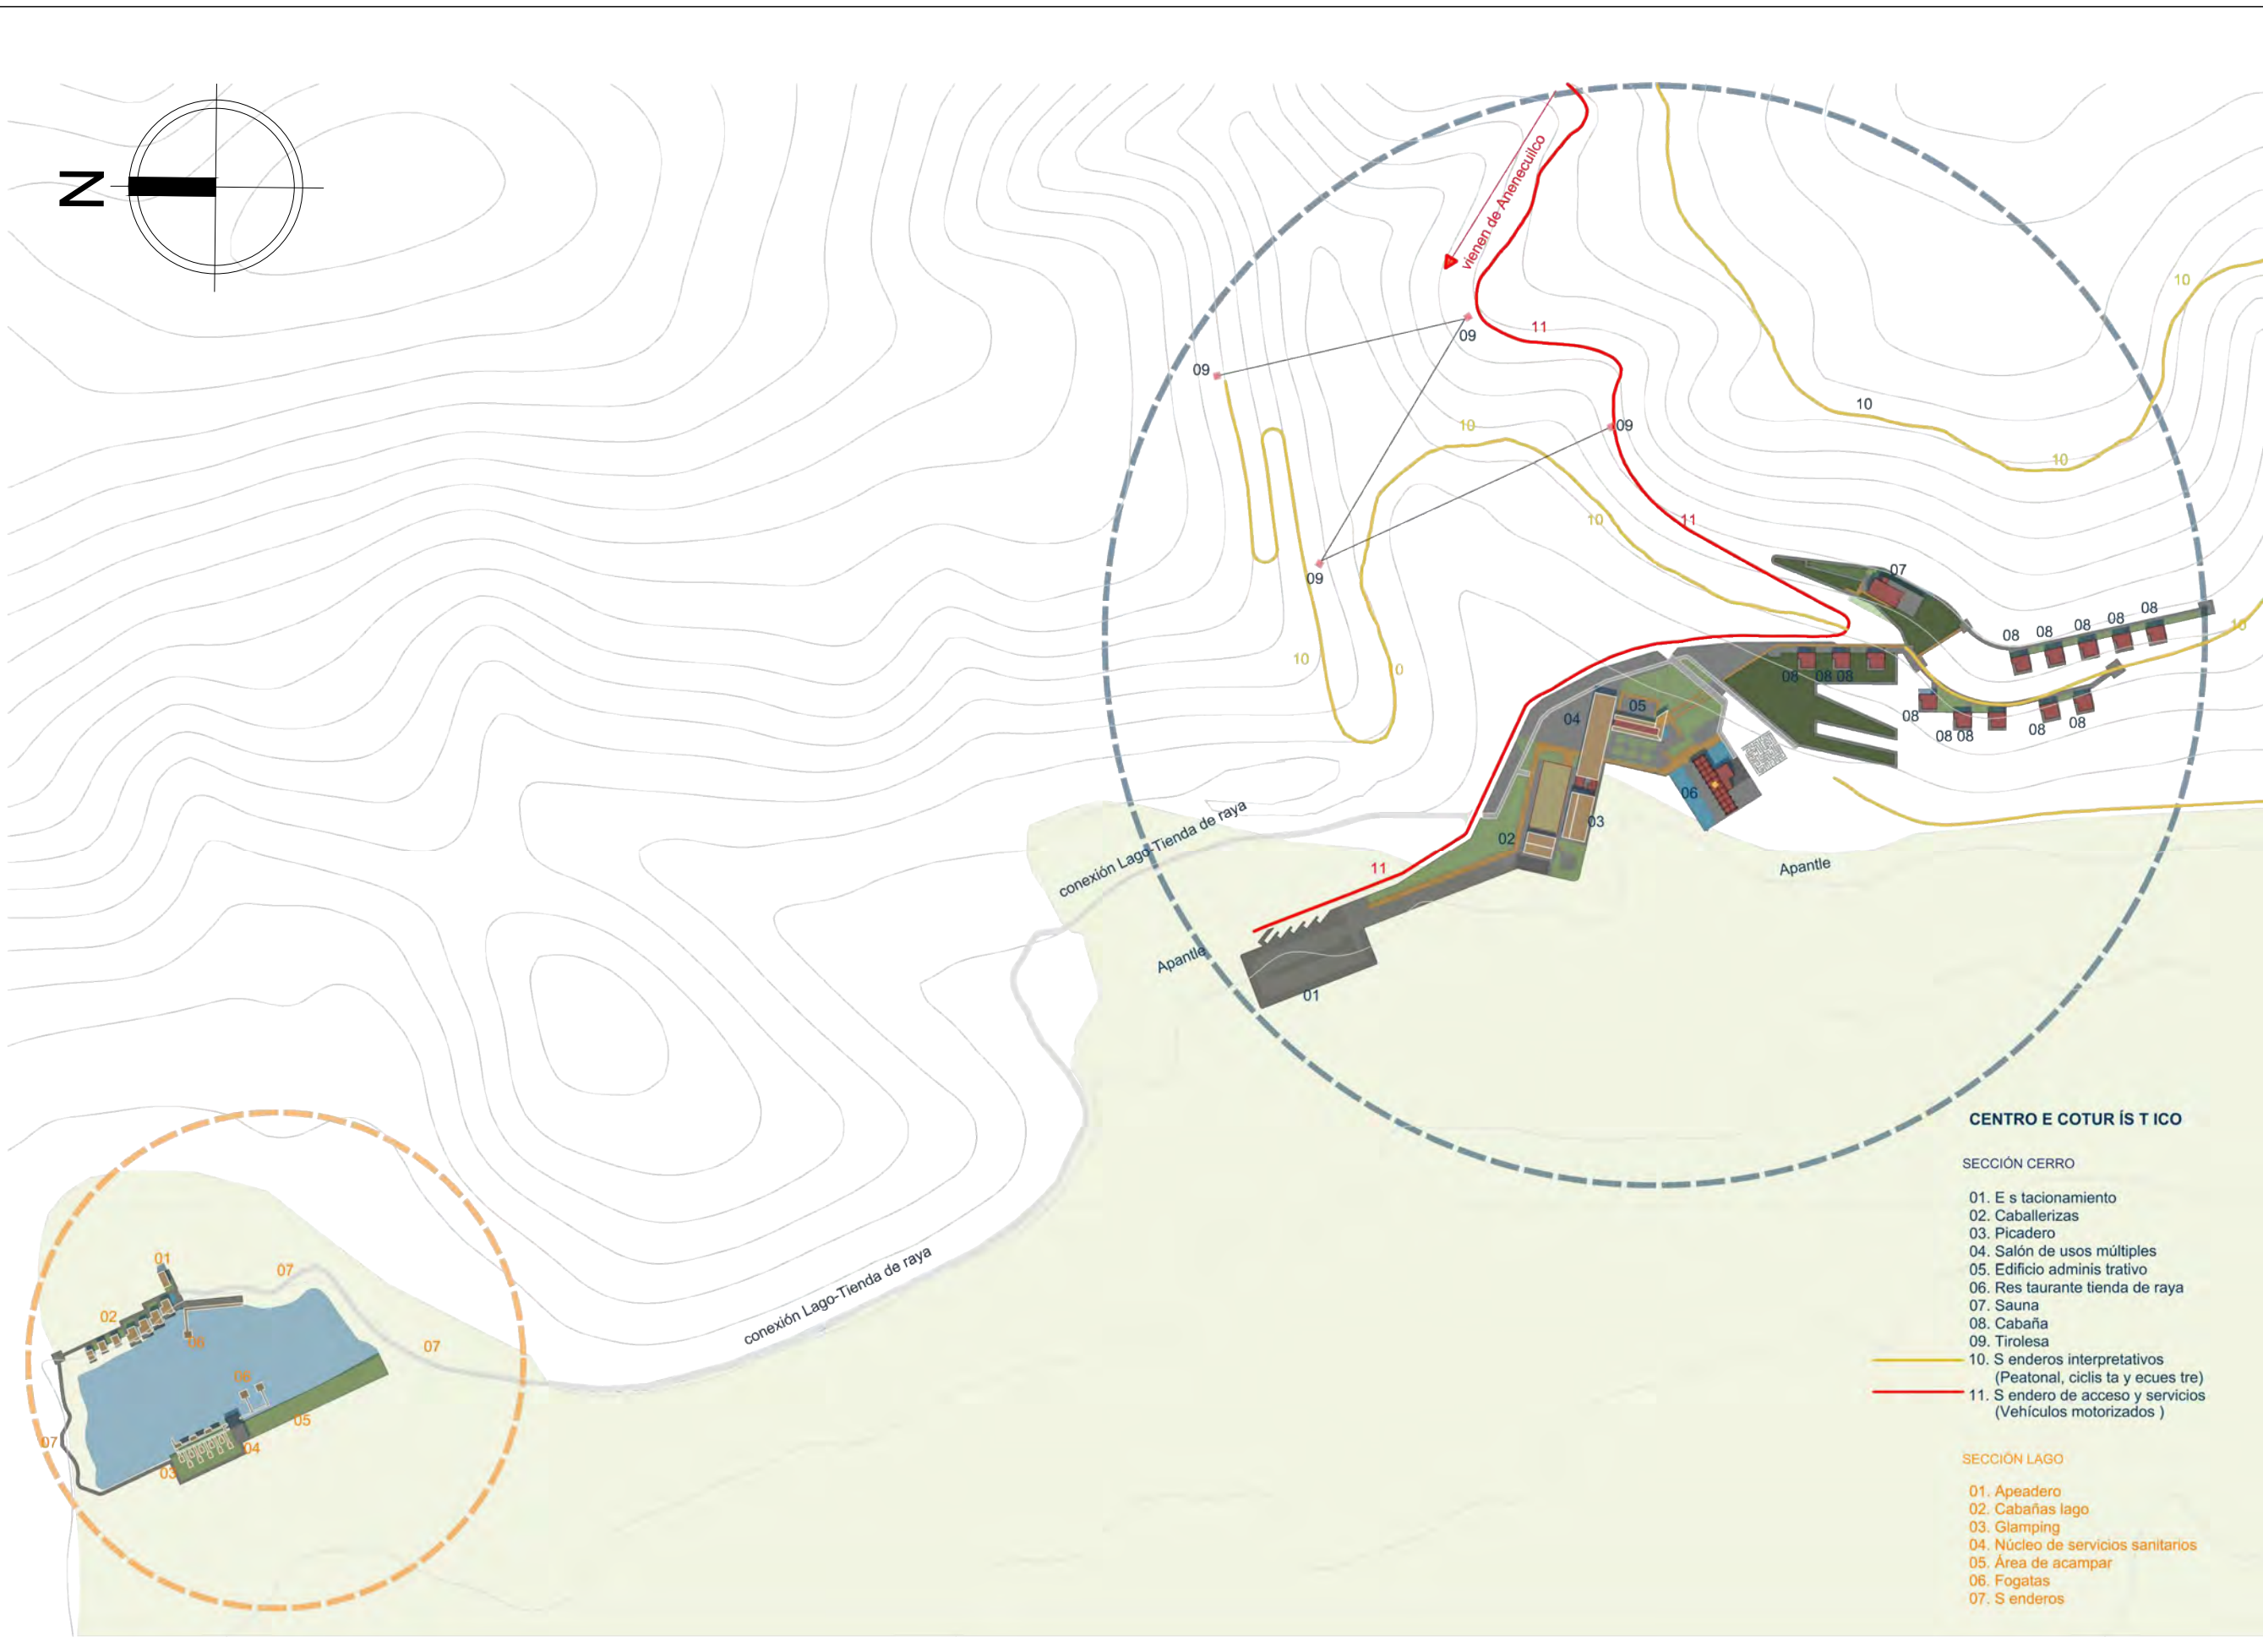 N
vienen de Anenecuilco
10
11
09
09
10
10
09
10
10
11
09
07
08
08
08
08
08
10
10
10
08
08 08
04
05
08
08 08
08
08
06
03
02
conexión Lago-Tienda de raya
11
Apantle
Apantle
01
conexión Lago-Tienda de raya
01
07
02
06
07
06
05
07
04
03
CENTRO E COTUR ÍS T ICO
SECCIÓN CERRO
01. E s tacionamiento
02. Caballerizas
03. Picadero
04. Salón de usos múltiples
05. Edificio adminis trativo
06. Res taurante tienda de raya
07. Sauna
08. Cabaña
09. Tirolesa
10. S enderos interpretativos
(Peatonal, ciclis ta y ecues tre)
11. S endero de acceso y servicios
(Vehículos motorizados )
SECCIÓN LAGO
01. Apeadero
02. Cabañas lago
03. Glamping
04. Núcleo de servicios sanitarios
05. Área de acampar
06. Fogatas
07. S enderos